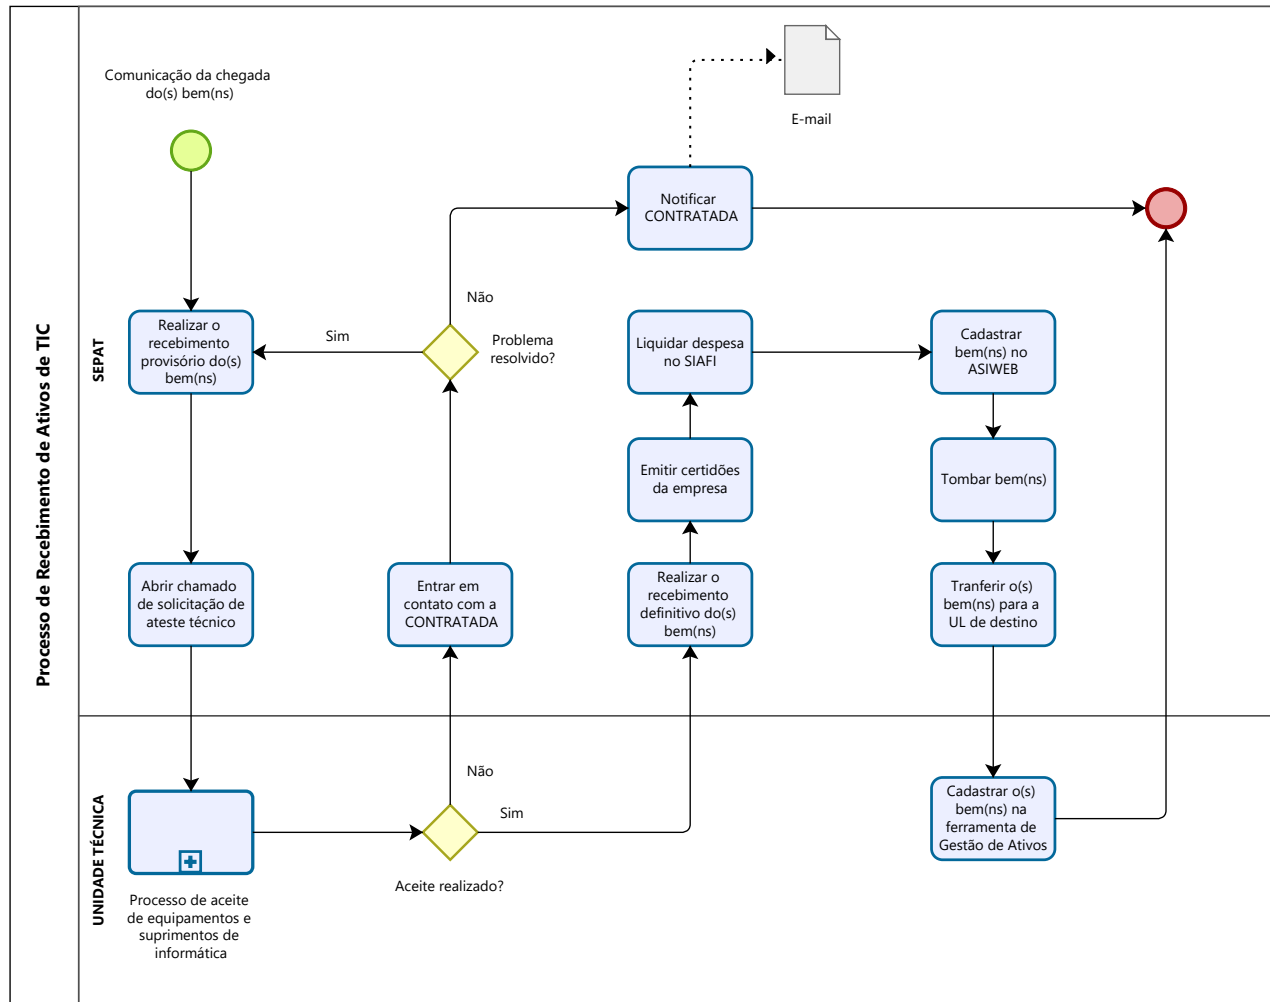 Processo de Recebimento de Ativos de TIC
SEPAT
UNIDADE TÉCNICA
Comunicação da chegada
do(s) bem(ns)
E-mail
Notificar
CONTRATADA
Não
Problema
resolvido?
Sim
Realizar o
recebimento
provisório do(s)
bem(ns)
Liquidar despesa
no SIAFI
Cadastrar
bem(ns) no
ASIWEB
Emitir certidões
da empresa
Tombar bem(ns)
Abrir chamado
de solicitação de
ateste técnico
Entrar em
contato com a
CONTRATADA
Realizar o
recebimento
definitivo do(s)
bem(ns)
Tranferir o(s)
bem(ns) para a
UL de destino
Não
Sim
Aceite realizado?
Cadastrar o(s)
bem(ns) na
ferramenta de
Gestão de Ativos
Processo de aceite
de equipamentos e
suprimentos de
informática